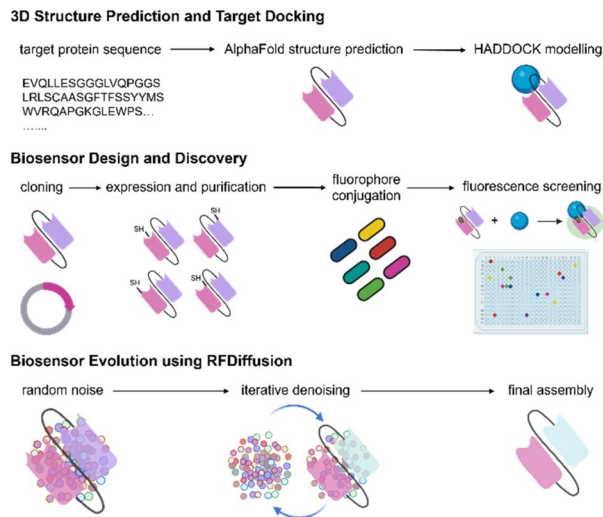 3D Structure Prediction and Target Docking
target protein sequence
AlphaFold structure prediction
HADDOCK modelling
EVQLLESGGGLVQPGGS
LRLSCAASGFTFSSYYMS
WVRQAPGKGLEWPS...
.......
Biosensor Design and Discovery
cloning
expression and purification
fluorophore
conjugation
fluorescence screening
SH
SH
SH
SH
+
Biosensor Evolution using RFDiffusion
random noise
iterative denoising
final assembly